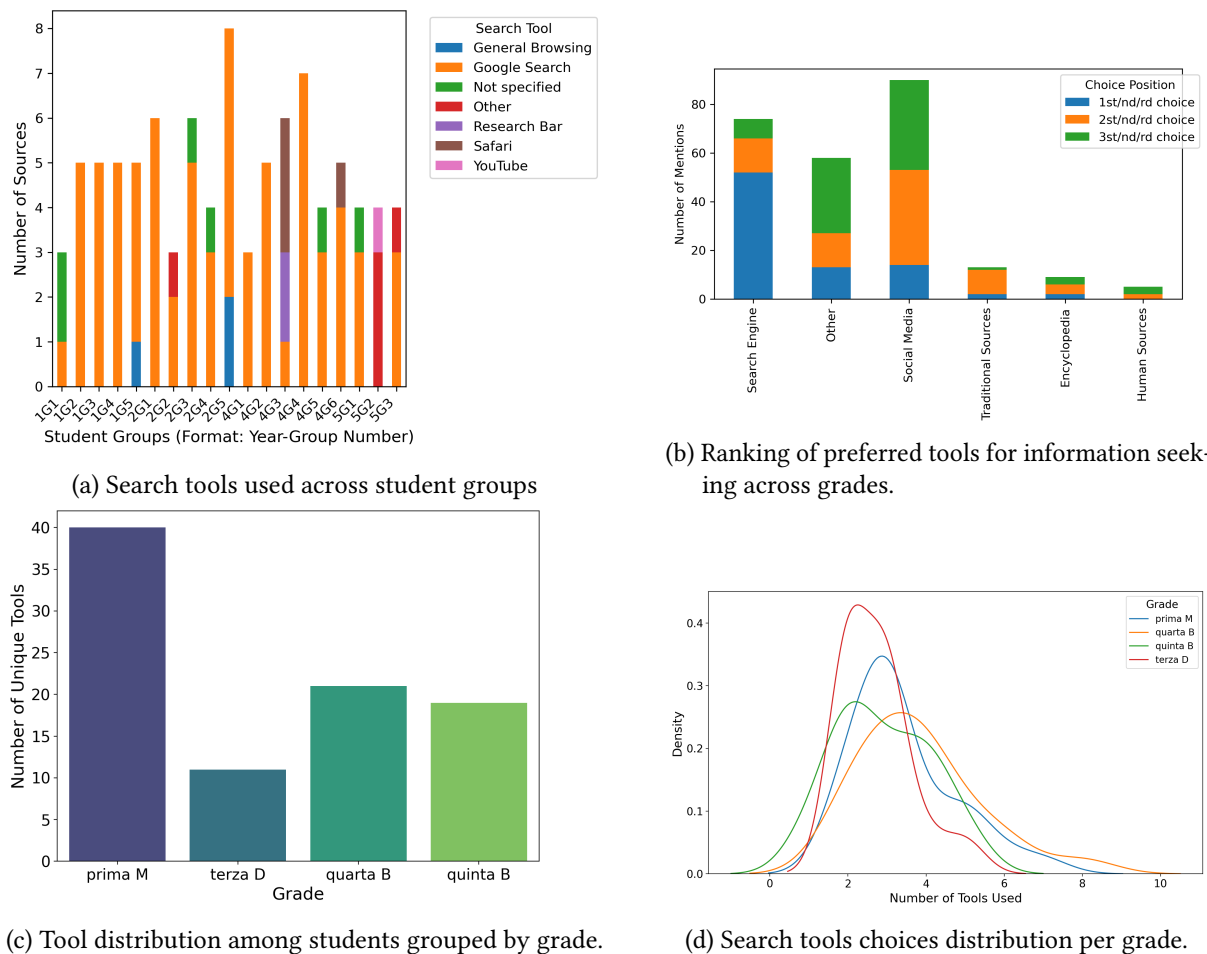 8
7
6
5
4
3
2
1
0
Number of Sources
1G1
1G2
1G3
1G4
1G5
2G1
2G2
2G3
2G4
2G5
4G1
4G2
4G3
4G4
4G5
4G6
5G1
5G2
5G3
Student Groups (Format: Year-Group Number)
Search Tool
General Browsing
Google Search
Not specified
Other
Research Bar
Safari
YouTube
(a) Search tools used across student groups
80
60
40
20
0
Number of Mentions
Search Engine
Other
Social Media
Traditional Sources
Encyclopedia
Human Sources
Choice Position
1st/nd/rd choice
2st/nd/rd choice
3st/nd/rd choice
(b) Ranking of preferred tools for information seek-
ing across grades.
40
35
30
25
20
15
10
5
0
Number of Unique Tools
prima M
terza D
quarta B
quinta B
Grade
(c) Tool distribution among students grouped by grade.
0.4
0.3
0.2
0.1
0.0
Density
0
2
4
6
8
10
Number of Tools Used
Grade
prima M
quarta B
quinta B
terza D
(d) Search tools choices distribution per grade.